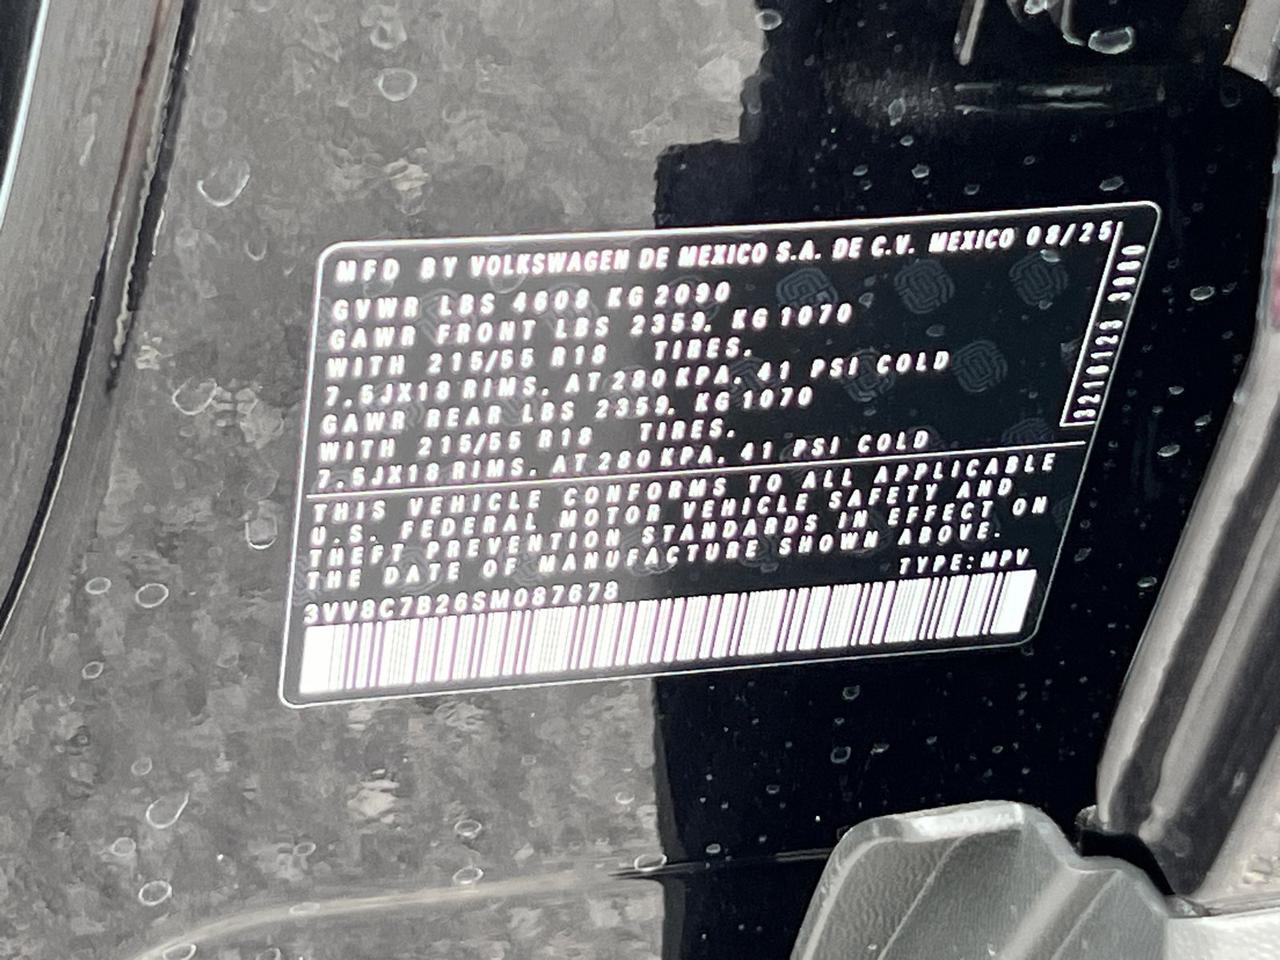 MFD BY VOLKSWAGEN DE MEXICO S.A. DE C.V. MEXICO 08/25
GVWR LBS 4608 KG 2090
GAWR FRONT LBS 2359, KG 1070
WITH 215/55 R18 TIRES.
7.5JX18 RIMS. AT 280 KPA. 41 PSI COLD
GAWR REAR LBS 2359, KG 1070
WITH 215/55 R18 TIRES.
7.5JX18 RIMS. AT 280 KPA. 41 PSI COLD
THIS VEHICLE CONFORMS TO ALL APPLICABLE
U.S. FEDERAL MOTOR VEHICLE SAFETY AND
THEFT PREVENTION STANDARDS IN EFFECT ON
THE DATE OF MANUFACTURE SHOWN ABOVE.
TYPE: MPV
3VV8C7B26SM087678